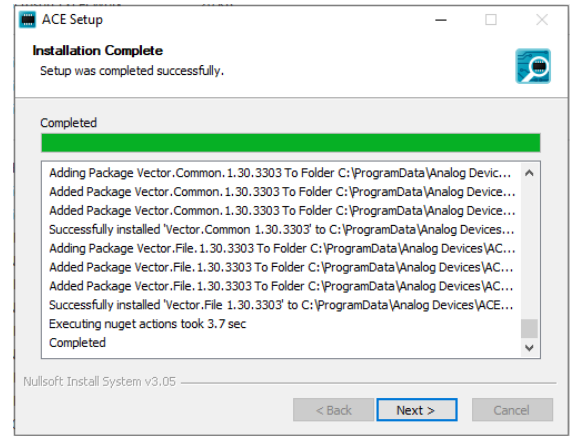 ACE Setup
Installation Complete
Setup was completed successfully.
Completed
Adding Package Vector.Common.1.30.3303 To Folder C:\ProgramData\Analog Devic...
Added Package Vector.Common.1.30.3303 To Folder C:\ProgramData\Analog Device...
Added Package Vector.Common.1.30.3303 To Folder C:\ProgramData\Analog Device...
Successfully installed 'Vector.Common 1.30.3303' to C:\ProgramData\Analog Devices...
Adding Package Vector.File.1.30.3303 To Folder C:\ProgramData\Analog Devices\AC...
Added Package Vector.File.1.30.3303 To Folder C:\ProgramData\Analog Devices\AC...
Added Package Vector.File.1.30.3303 To Folder C:\ProgramData\Analog Devices\AC...
Successfully installed 'Vector.File 1.30.3303' to C:\ProgramData\Analog Devices\ACE...
Executing nuget actions took 3.7 sec
Completed
Nullsoft Install System v3.05
< Back Next > Cancel